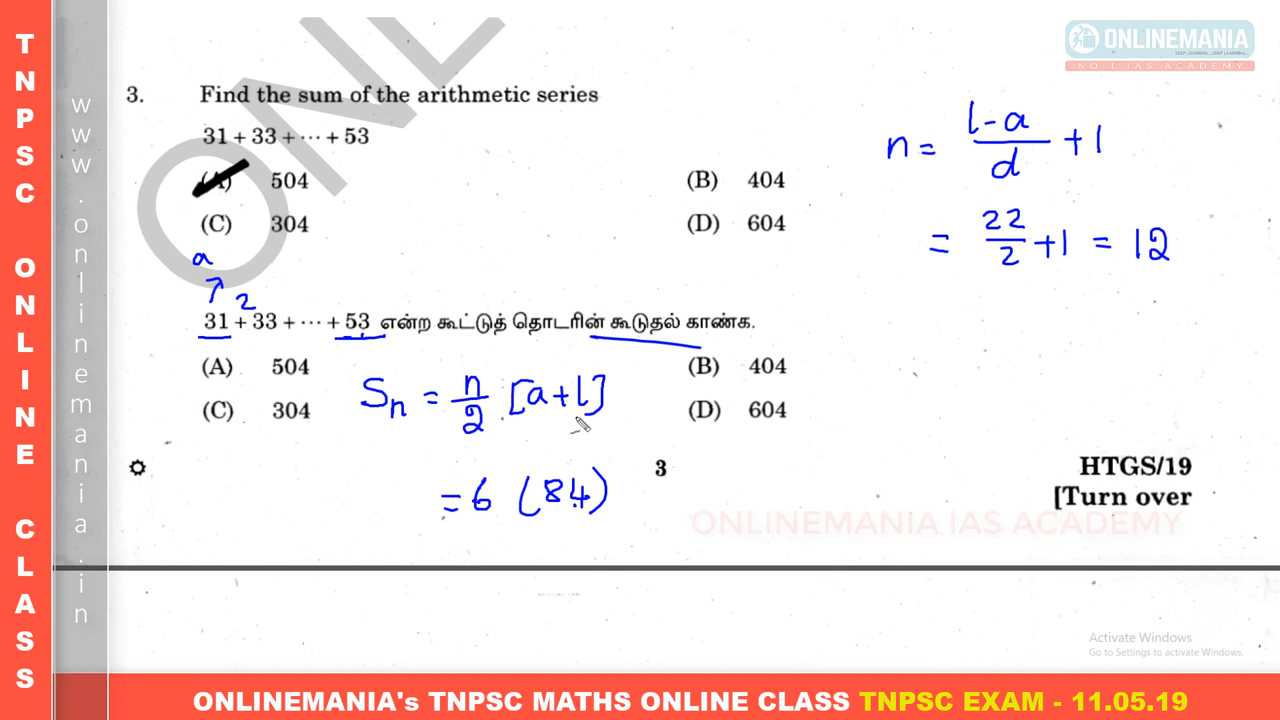 TNPSC ONLINE CLASS
www.onlinemania.in
ONLINEMANIA
NO.1 IAS ACADEMY
3. Find the sum of the arithmetic series
31 + 33 + ··· + 53
(A) 504
(B) 404
(C) 304
(D) 604
n = l-a/d + 1
= 22/2 + 1 = 12
a
2
31 + 33 + ··· + 53 என்ற கூட்டுத் தொடரின் கூடுதல் காண்க.
(A) 504
(B) 404
(C) 304
(D) 604
Sn = n/2 [a+l]
= 6 (84)
3
HTGS/19
[Turn over
ONLINEMANIA IAS ACADEMY
Activate Windows
Go to Settings to activate Windows.
ONLINEMANIA's TNPSC MATHS ONLINE CLASS TNPSC EXAM - 11.05.19